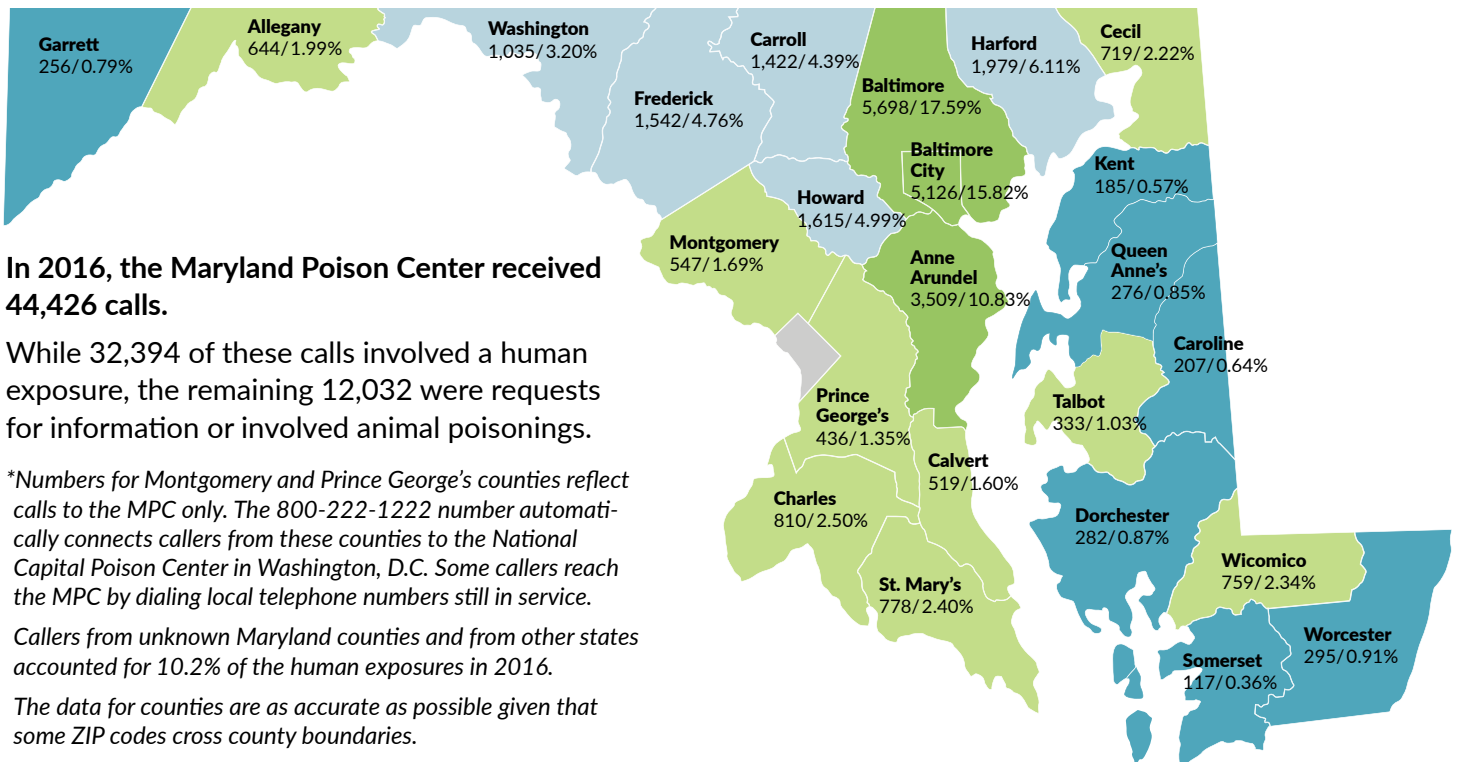 Garrett
256/0.79%
Allegany
644/1.99%
Washington
1,035/3.20%
Frederick
1,542/4.76%
Carroll
1,422/4.39%
Baltimore
5,698/17.59%
Baltimore
City
5,126/15.82%
Harford
1,979/6.11%
Cecil
719/2.22%
Howard
1,615/4.99%
Montgomery
547/1.69%
Anne
Arundel
3,509/10.83%
Kent
185/0.57%
Queen
Anne's
276/0.85%
Caroline
207/0.64%
Talbot
333/1.03%
Prince
George's
436/1.35%
Calvert
519/1.60%
Charles
810/2.50%
St. Mary's
778/2.40%
Dorchester
282/0.87%
Wicomico
759/2.34%
Somerset
117/0.36%
Worcester
295/0.91%
In 2016, the Maryland Poison Center received
44,426 calls.
While 32,394 of these calls involved a human
exposure, the remaining 12,032 were requests
for information or involved animal poisonings.
*Numbers for Montgomery and Prince George's counties reflect
calls to the MPC only. The 800-222-1222 number automati-
cally connects callers from these counties to the National
Capital Poison Center in Washington, D.C. Some callers reach
the MPC by dialing local telephone numbers still in service.
Callers from unknown Maryland counties and from other states
accounted for 10.2% of the human exposures in 2016.
The data for counties are as accurate as possible given that
some ZIP codes cross county boundaries.